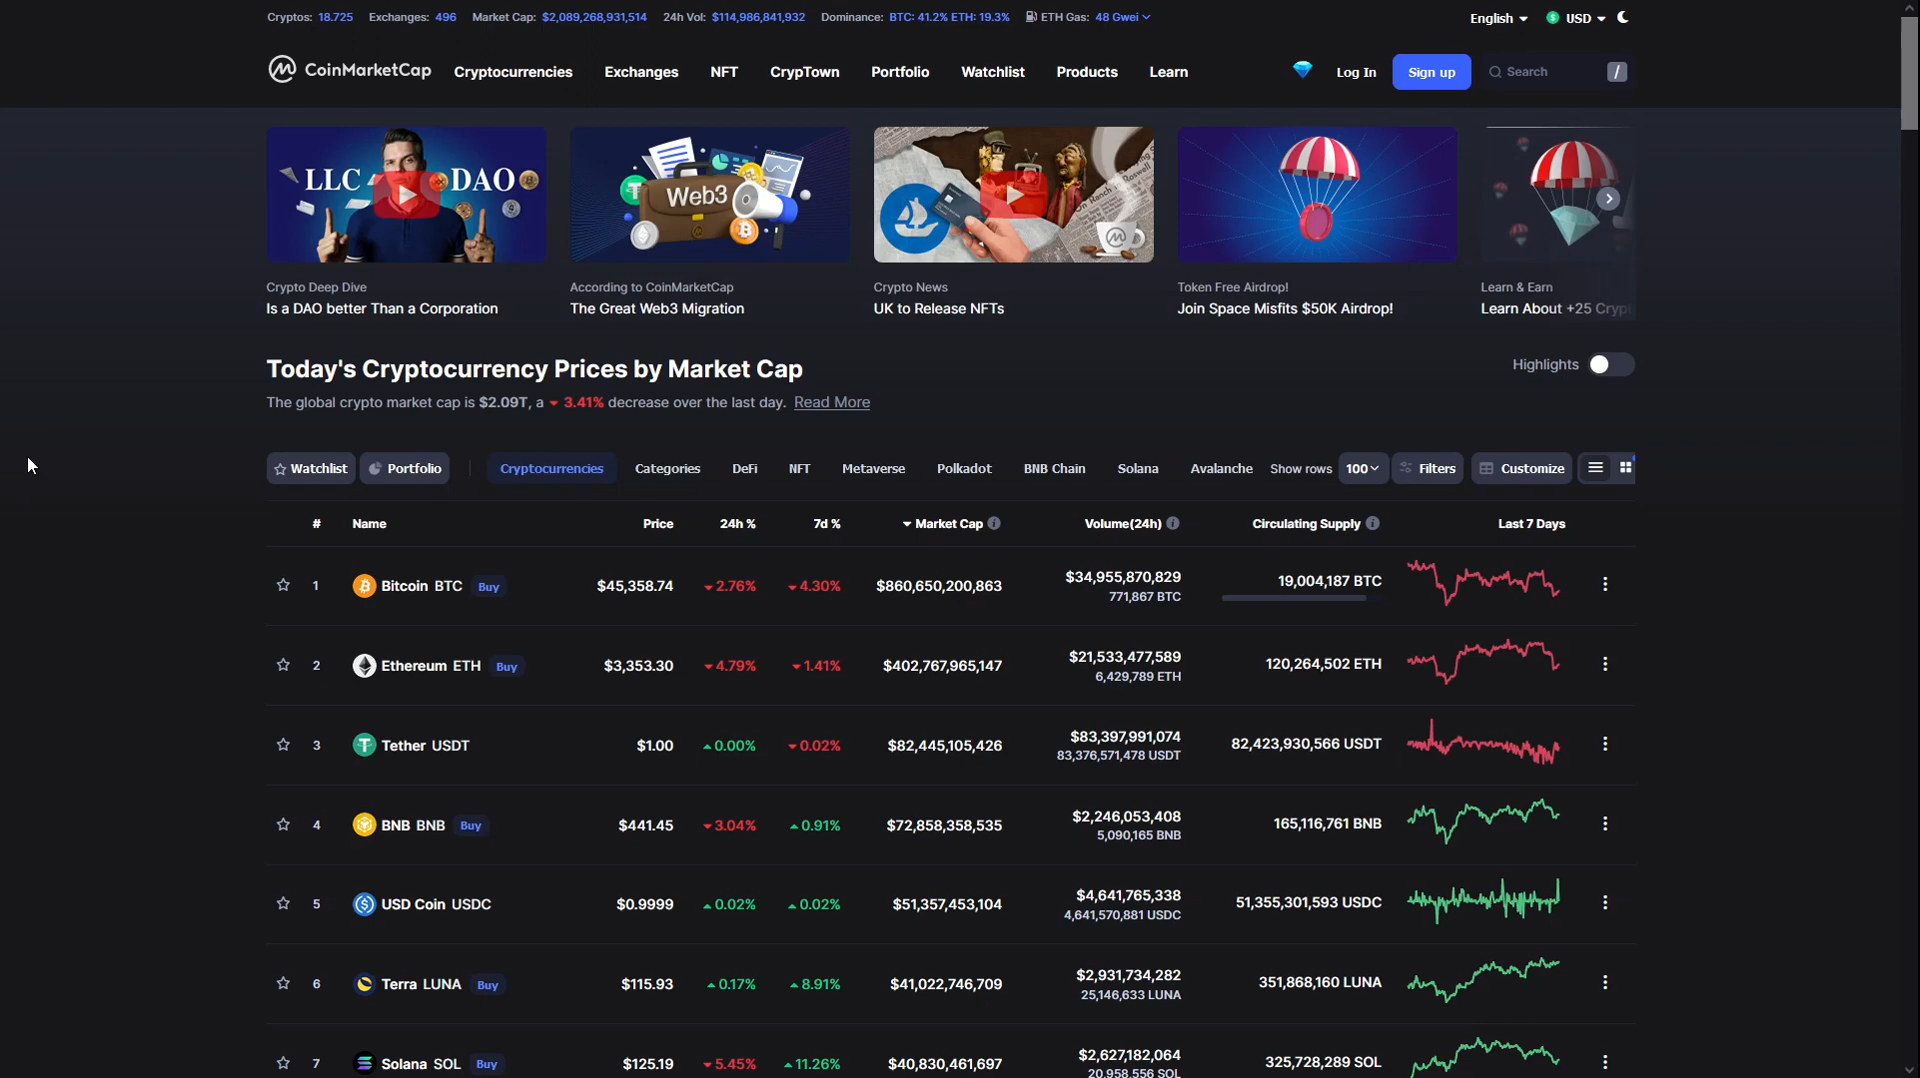 Cryptos: 18.725 Exchanges: 496 Market Cap: $2,089,268,931,514 24h Vol: $114,986,841,932 Dominance: BTC: 41.2% ETH: 19.3% ETH Gas: 48 Gwei
English USD
CoinMarketCap Cryptocurrencies Exchanges NFT CrypTown Portfolio Watchlist Products Learn Log In Sign up Search /
LLC DAO
Web3
Crypto Deep Dive
Is a DAO better Than a Corporation
According to CoinMarketCap
The Great Web3 Migration
Crypto News
UK to Release NFTs
Token Free Airdrop!
Join Space Misfits $50K Airdrop!
Learn & Earn
Learn About +25 Cryp
Today's Cryptocurrency Prices by Market Cap
Highlights
The global crypto market cap is $2.09T, a 3.41% decrease over the last day. Read More
Watchlist Portfolio Cryptocurrencies Categories DeFi NFT Metaverse Polkadot BNB Chain Solana Avalanche Show rows 100 Filters Customize
# Name Price 24h % 7d % Market Cap Volume(24h) Circulating Supply Last 7 Days
1 Bitcoin BTC Buy $45,358.74 2.76% 4.30% $860,650,200,863 $34,955,870,829 19,004,187 BTC
771,867 BTC
2 Ethereum ETH Buy $3,353.30 4.79% 1.41% $402,767,965,147 $21,533,477,589 120,264,502 ETH
6,429,789 ETH
3 Tether USDT $1.00 0.00% 0.02% $82,445,105,426 $83,397,991,074 82,423,930,566 USDT
83,376,571,478 USDT
4 BNB BNB Buy $441.45 3.04% 0.91% $72,858,358,535 $2,246,053,408 165,116,761 BNB
5,090,165 BNB
5 USD Coin USDC $0.9999 0.02% 0.02% $51,357,453,104 $4,641,765,338 51,355,301,593 USDC
4,641,570,881 USDC
6 Terra LUNA Buy $115.93 0.17% 8.91% $41,022,746,709 $2,931,734,282 351,868,160 LUNA
25,146,633 LUNA
7 Solana SOL Buy $125.19 5.45% 11.26% $40,830,461,697 $2,627,182,064 325,728,289 SOL
20,958,556 SOL